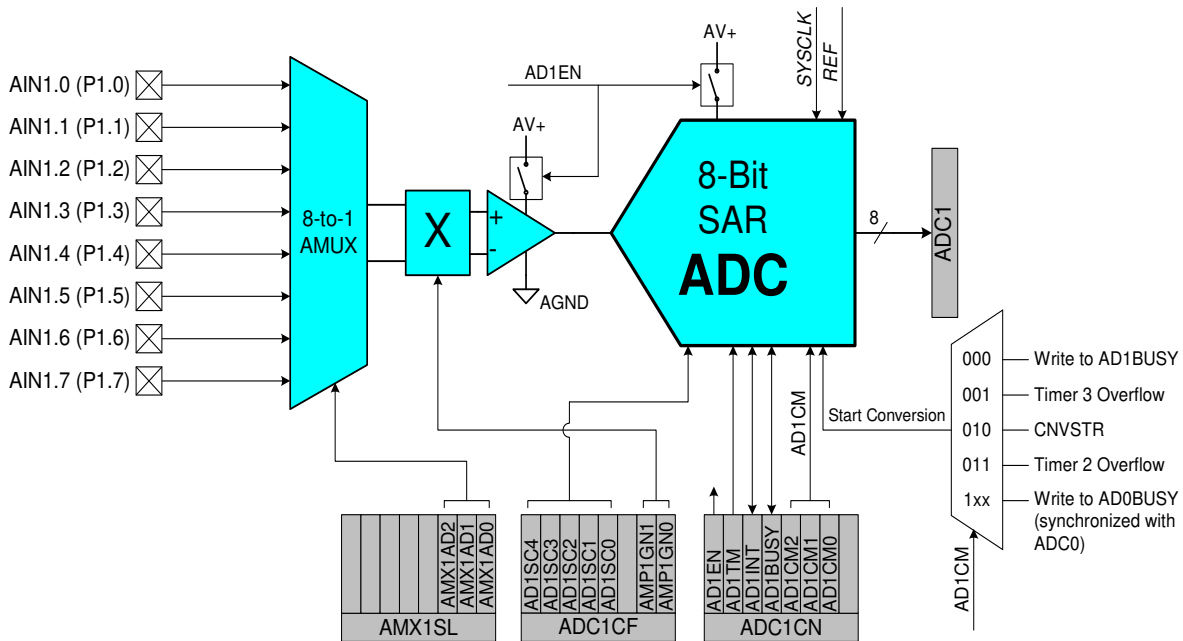 AV+
SYSCLK
REF
AD1EN
AIN1.0 (P1.0)
AIN1.1 (P1.1)
AIN1.2 (P1.2)
AIN1.3 (P1.3)
AIN1.4 (P1.4)
AIN1.5 (P1.5)
AIN1.6 (P1.6)
AIN1.7 (P1.7)
8-to-1
AMUX
X
AV+
+
-
AGND
8-Bit
SAR
ADC
8
ADC1
000
Write to AD1BUSY
001
Timer 3 Overflow
Start Conversion
010
CNVSTR
011
Timer 2 Overflow
1xx
Write to AD0BUSY
(synchronized with
ADC0)
AD1CM
AD1CM
AMX1AD2
AMX1AD1
AMX1AD0
AMX1SL
AD1SC4
AD1SC3
AD1SC2
AD1SC1
AD1SC0
AMP1GN1
AMP1GN0
ADC1CF
AD1EN
AD1TM
AD1INT
AD1BUSY
AD1CM2
AD1CM1
AD1CM0
ADC1CN